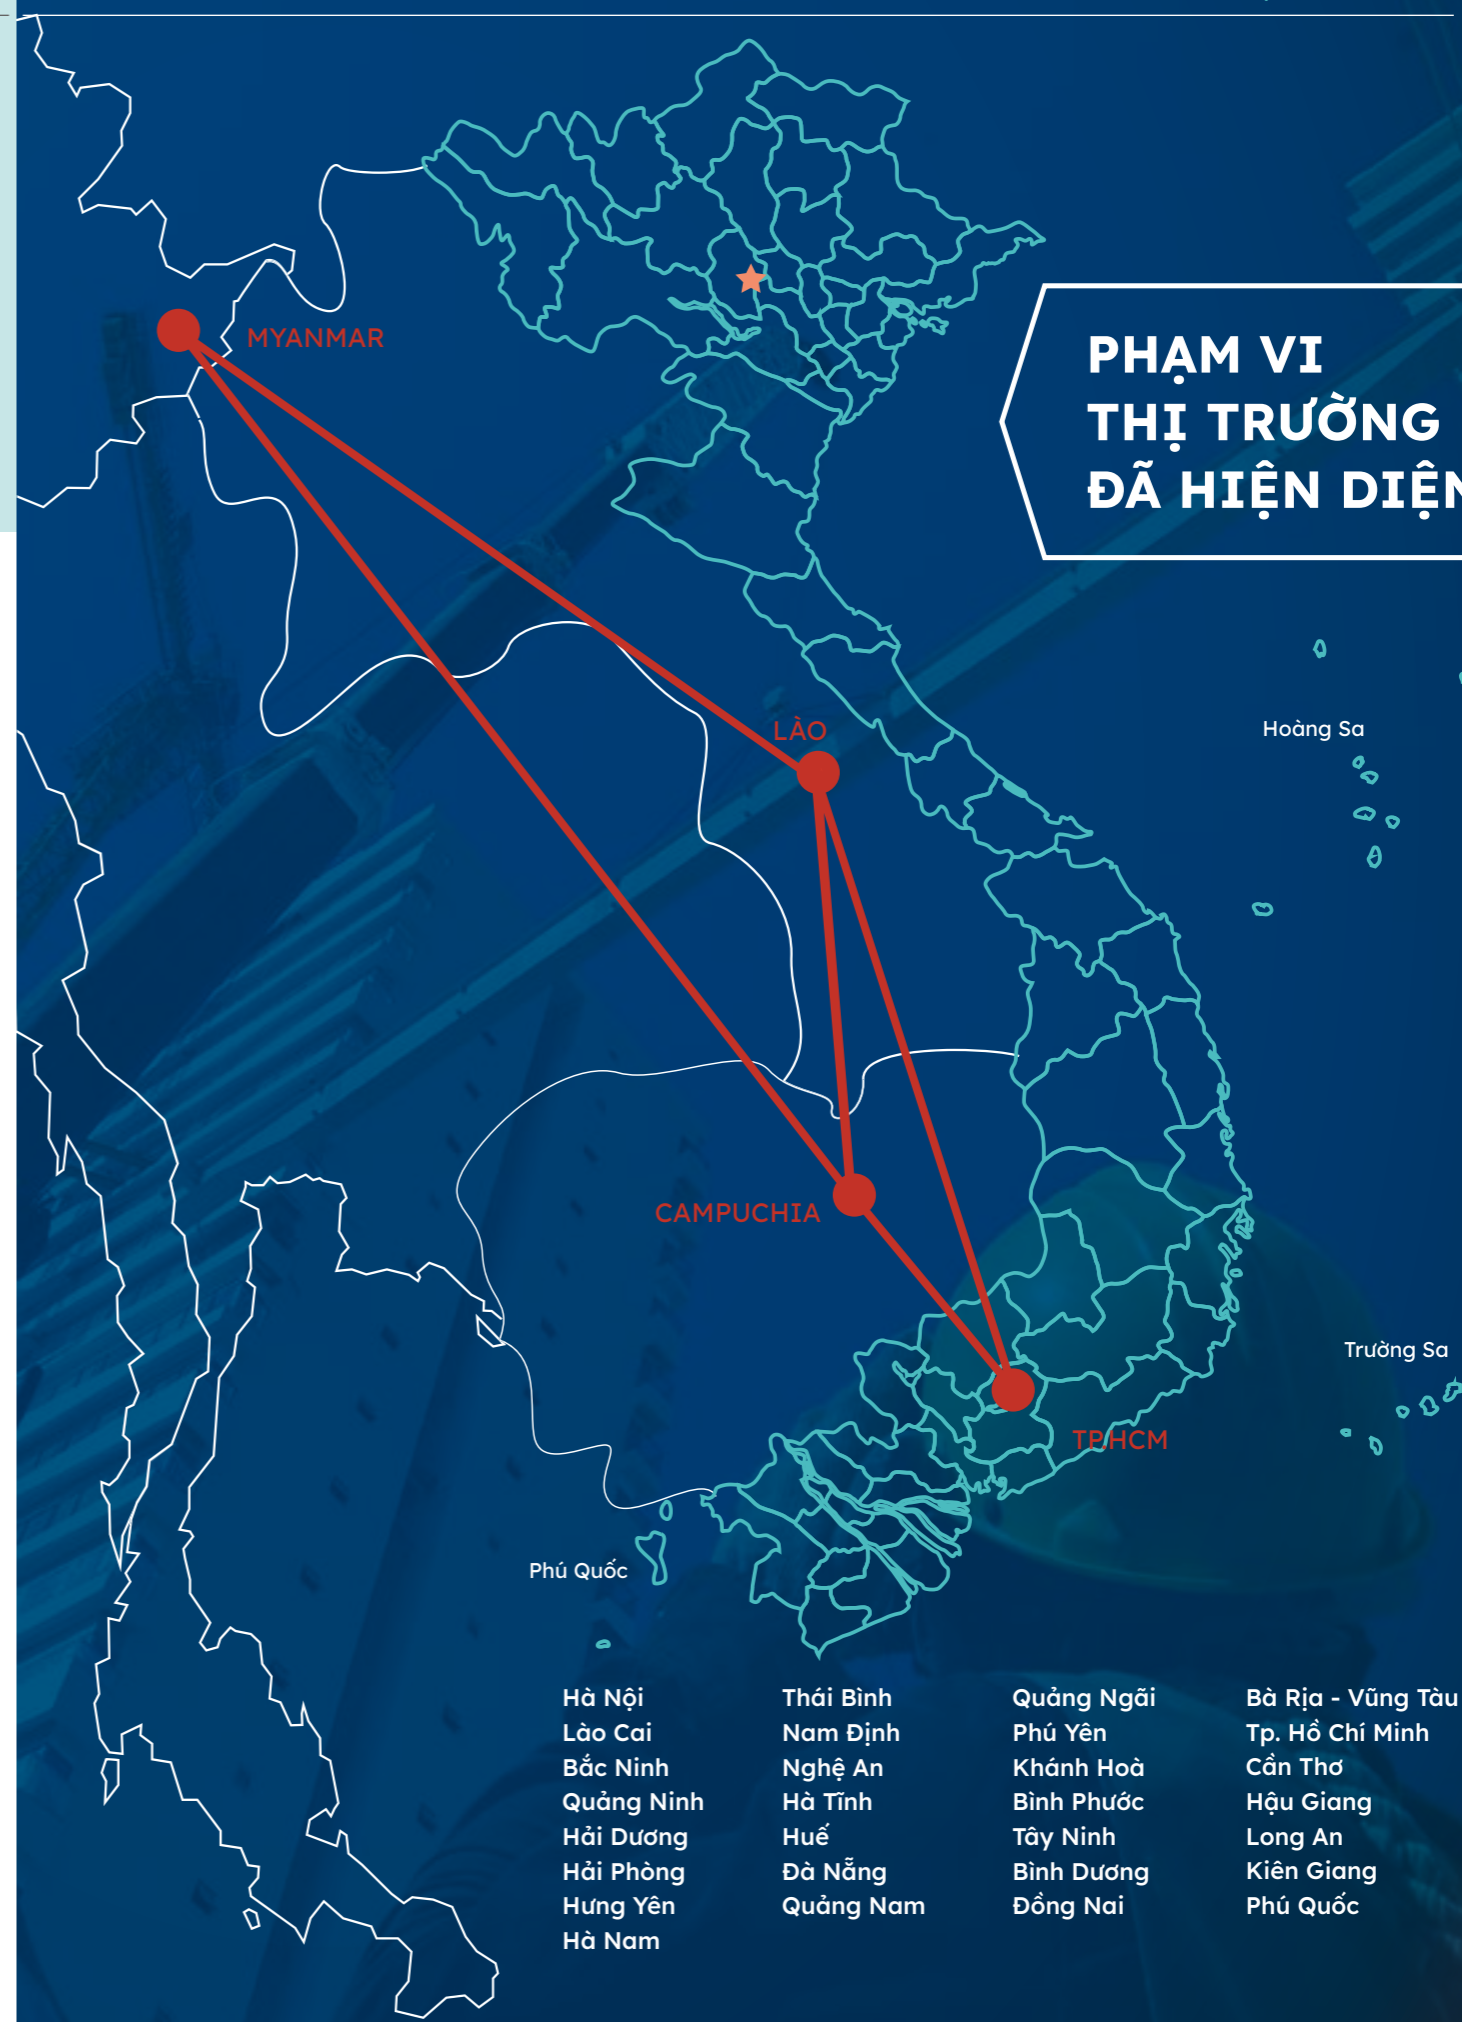 MYANMAR
PHẠM VI
THỊ TRƯỜNG
ĐÃ HIỆN DIỆN
LÀO
Hoàng Sa
CAMPUCHIA
Trường Sa
TP.HCM
Phú Quốc
Hà Nội
Lào Cai
Bắc Ninh
Quảng Ninh
Hải Dương
Hải Phòng
Hưng Yên
Hà Nam
Thái Bình
Nam Định
Nghệ An
Hà Tĩnh
Huế
Đà Nẵng
Quảng Nam
Quảng Ngãi
Phú Yên
Khánh Hoà
Bình Phước
Tây Ninh
Bình Dương
Đồng Nai
Bà Rịa - Vũng Tàu
Tp. Hồ Chí Minh
Cần Thơ
Hậu Giang
Long An
Kiên Giang
Phú Quốc